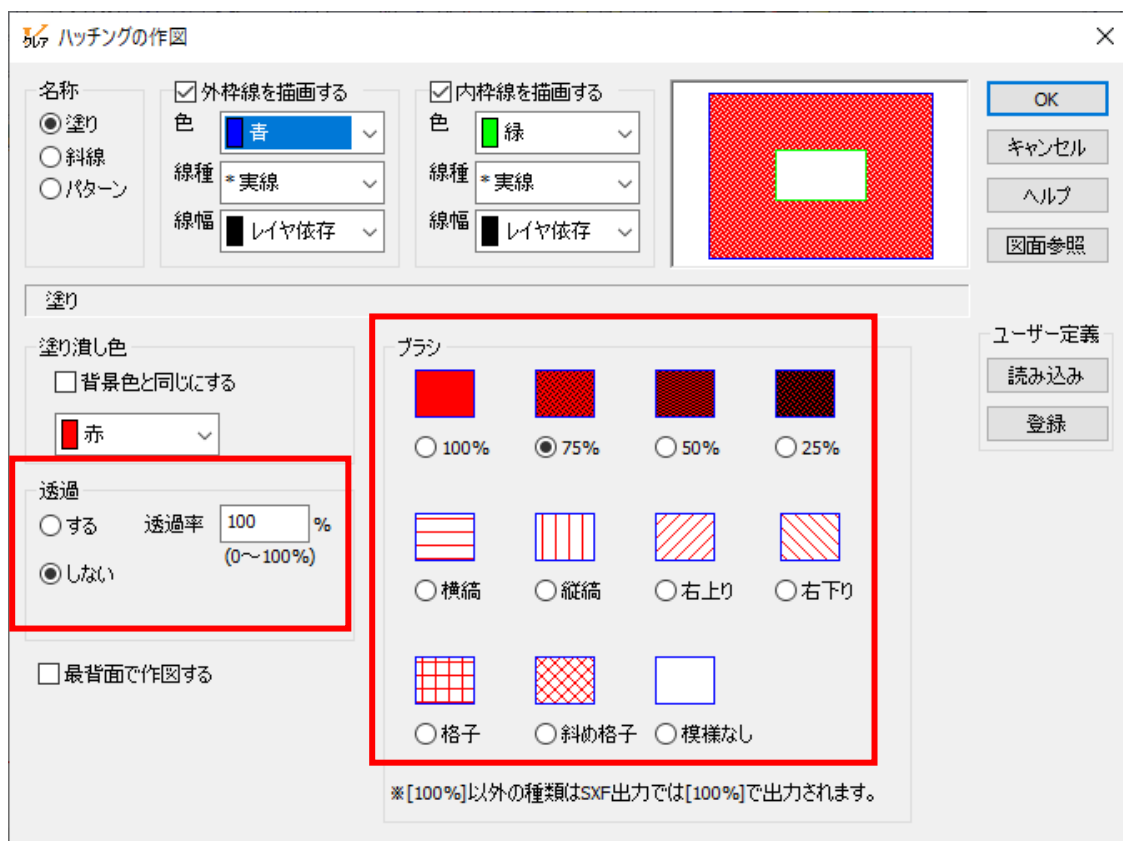 ハッチングの作図
名称
塗り
斜線
パターン
外枠線を描画する
色 青
線種 *実線
線幅 レイヤ依存
内枠線を描画する
色 緑
線種 *実線
線幅 レイヤ依存
OK
キャンセル
ヘルプ
図面参照
塗り
塗り潰し色
背景色と同じにする
赤
透過
する 透過率 100 %
(0～100%)
しない
最背面で作図する
ブラシ
100% 75% 50% 25%
横縞 縦縞 右上り 右下り
格子 斜め格子 模様なし
※[100%]以外の種類はSXF出力では[100%]で出力されます。
ユーザー定義
読み込み
登録